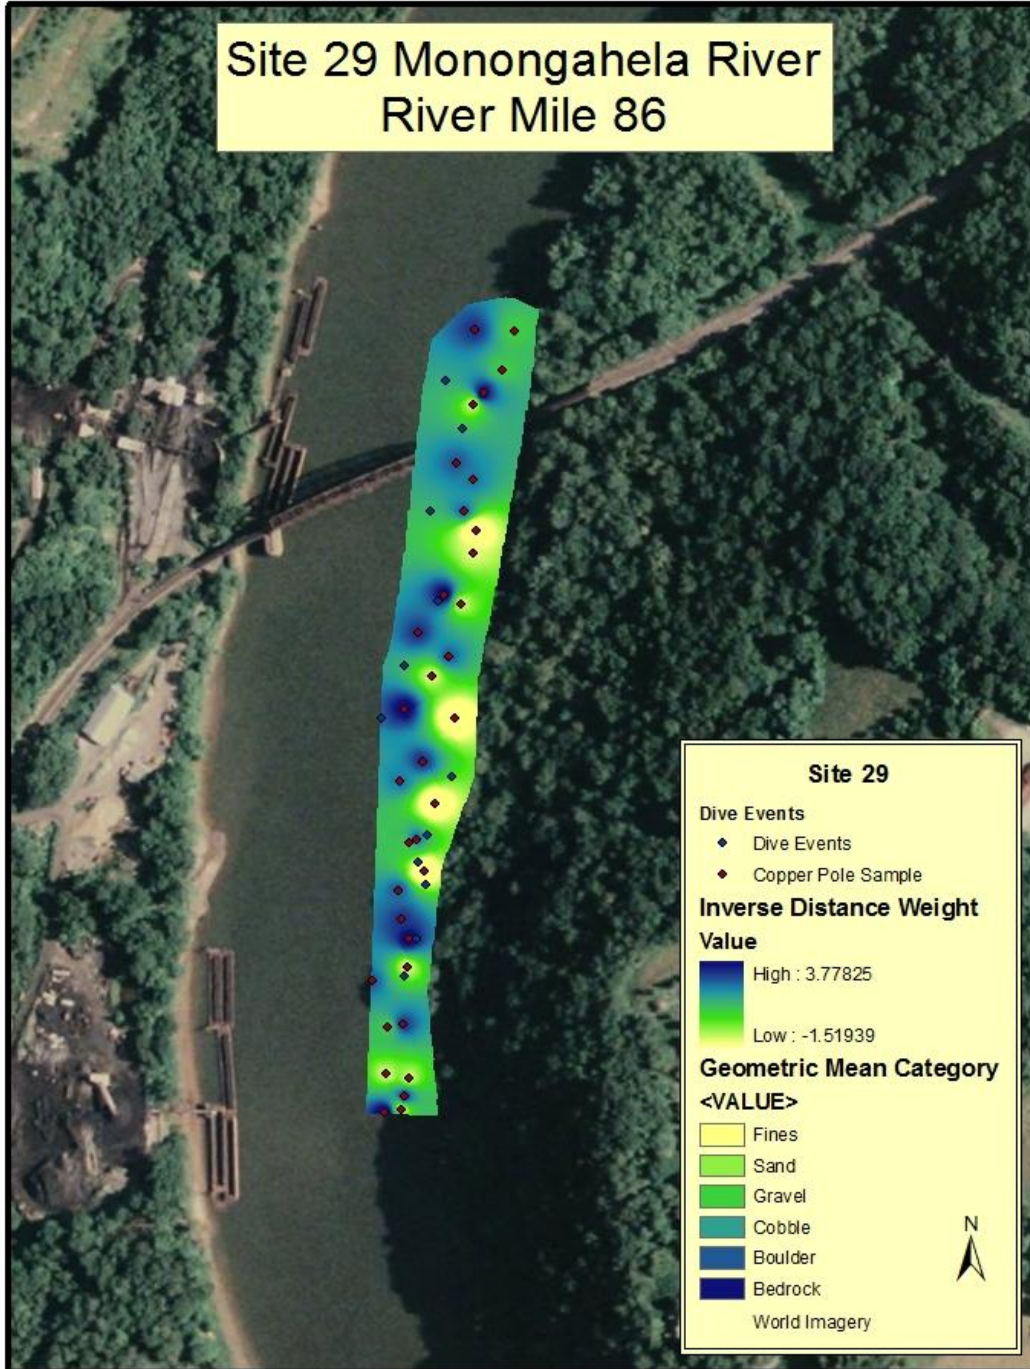 Site 29 Monongahela River
River Mile 86
Site 29
Dive Events
Dive Events
Copper Pole Sample
Inverse Distance Weight
Value
High : 3.77825
Low : -1.51939
Geometric Mean Category
<VALUE>
Fines
Sand
Gravel
Cobble
Boulder
Bedrock
World Imagery
N